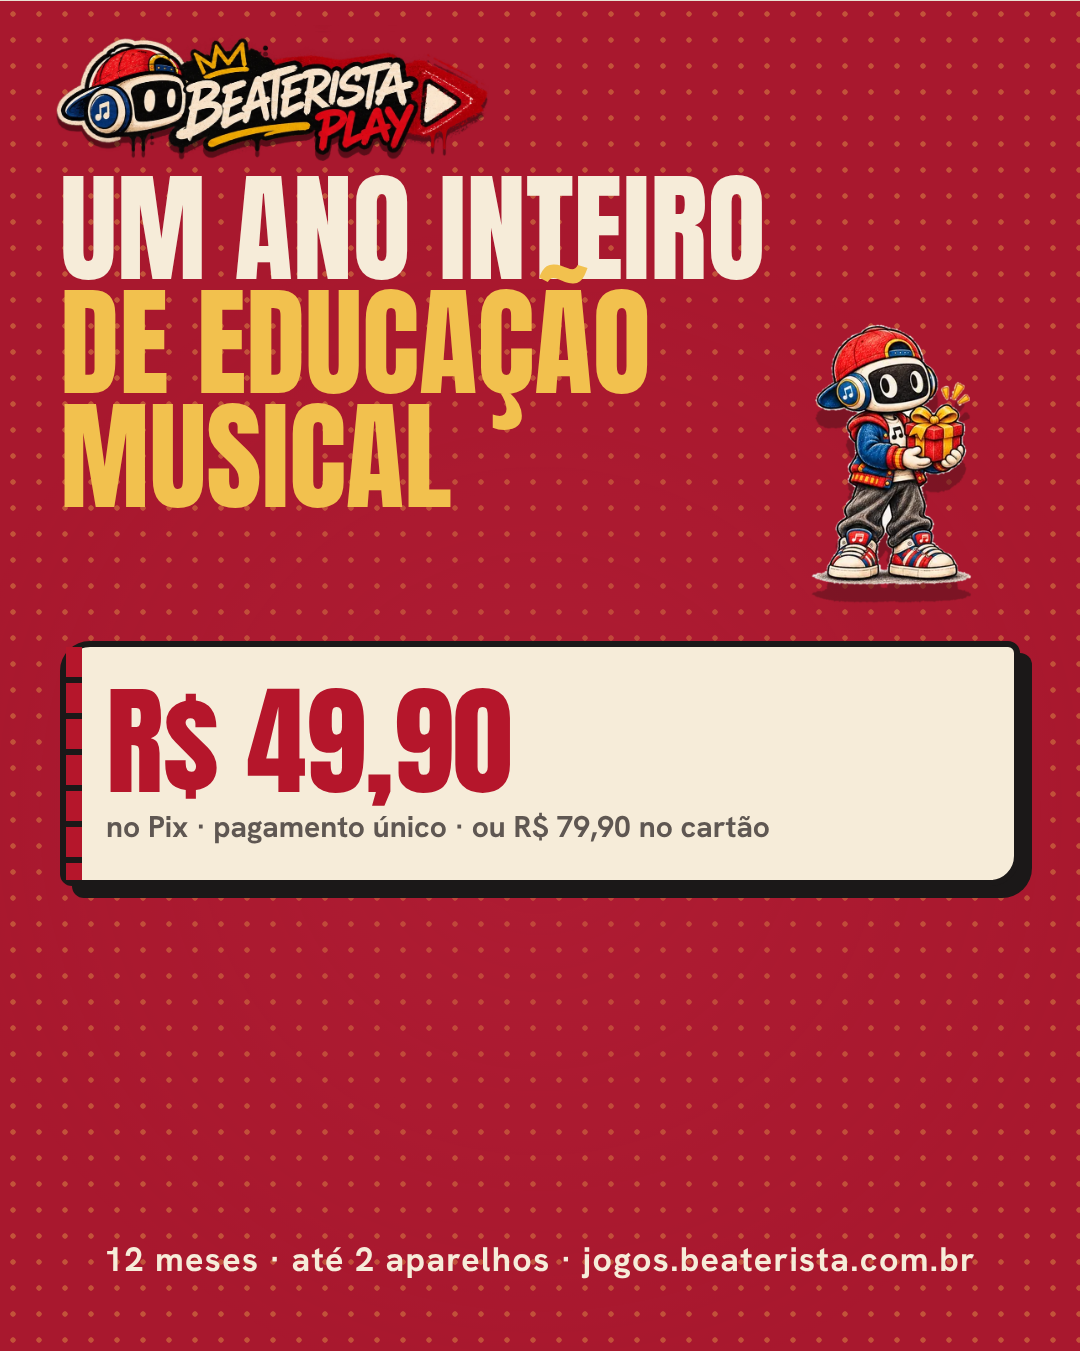 BEATERISTA
PLAY
UM ANO INTEIRO
DE EDUCAÇÃO
MUSICAL
R$ 49,90
no Pix · pagamento único · ou R$ 79,90 no cartão
12 meses · até 2 aparelhos · jogos.beaterista.com.br